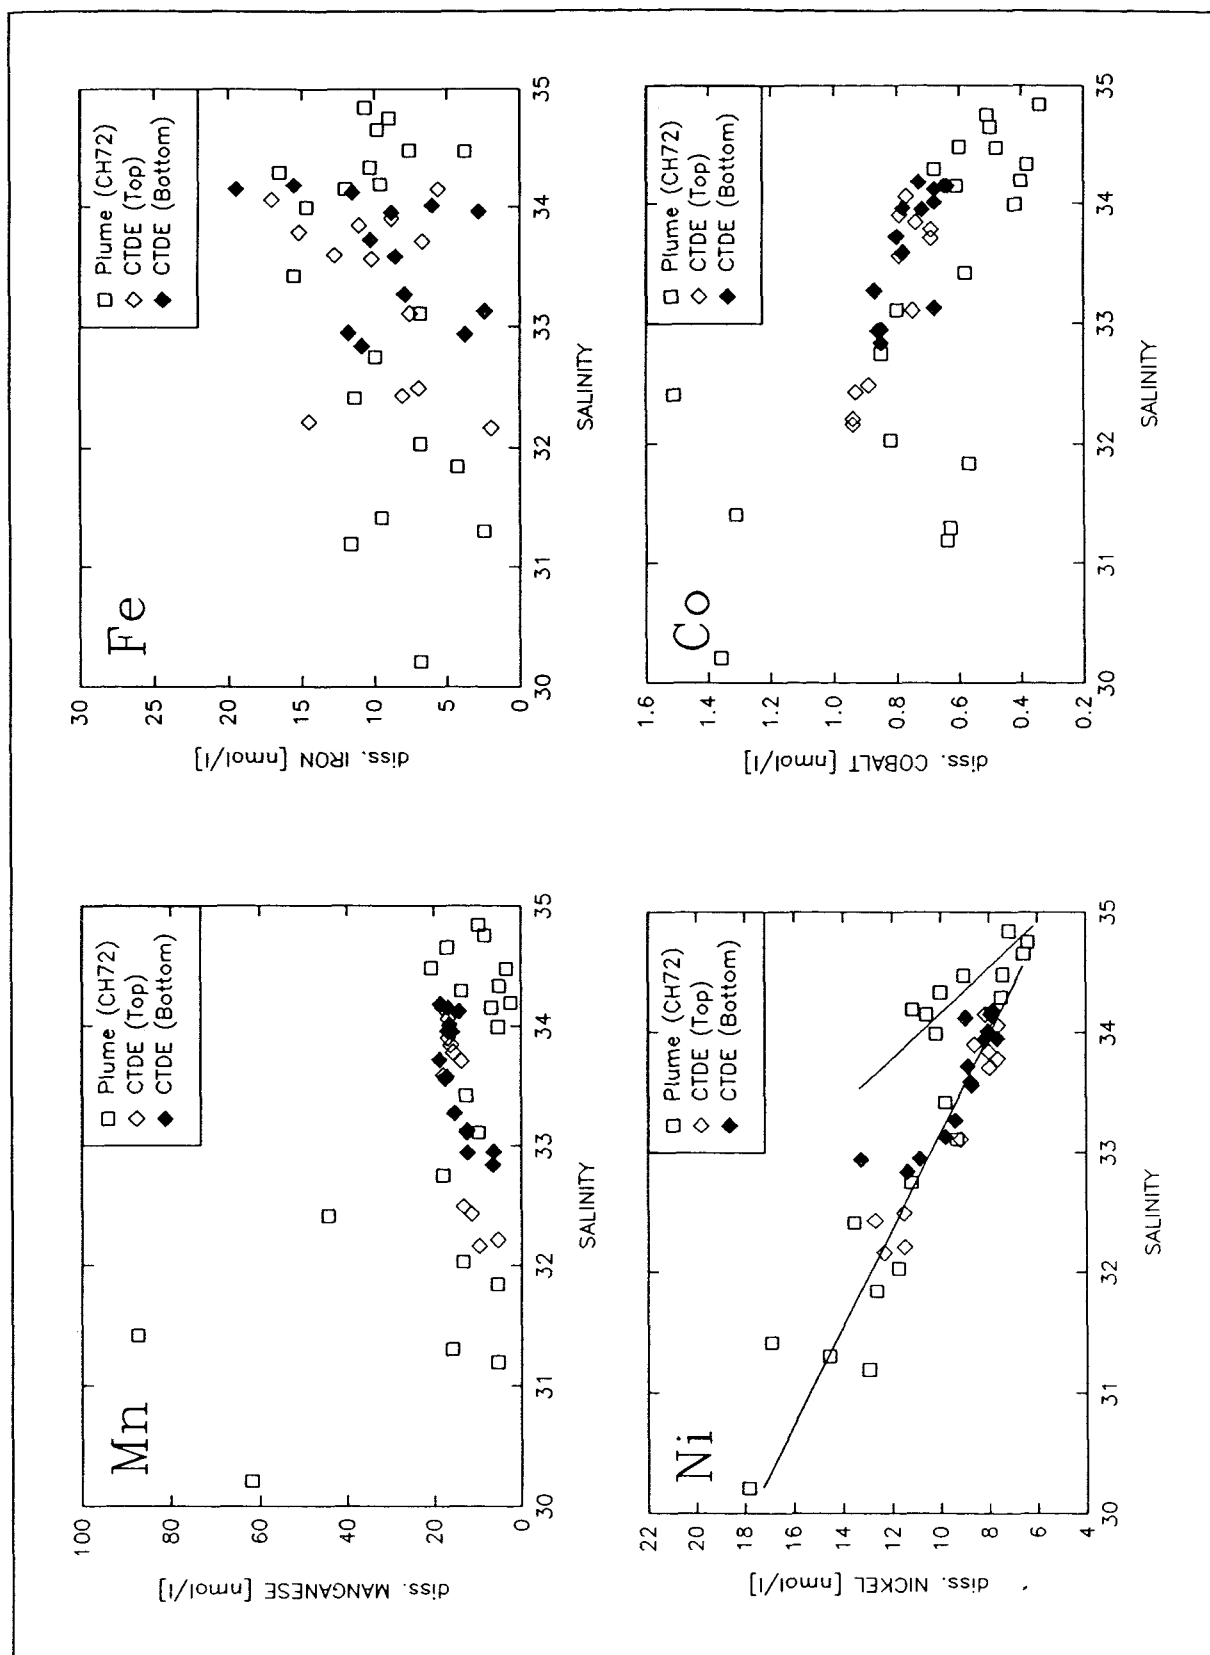 Mn
diss. MANGANESE [nmol/l]
100
80
60
40
20
0
30
31
32
33
34
35
SALINITY
Plume (CH72)
CTDE (Top)
CTDE (Bottom)
Fe
diss. IRON [nmol/l]
30
25
20
15
10
5
0
30
31
32
33
34
35
SALINITY
Plume (CH72)
CTDE (Top)
CTDE (Bottom)
Ni
diss. NICKEL [nmol/l]
22
20
18
16
14
12
10
8
6
4
30
31
32
33
34
35
SALINITY
Plume (CH72)
CTDE (Top)
CTDE (Bottom)
Co
diss. COBALT [nmol/l]
1.6
1.4
1.2
1.0
0.8
0.6
0.4
0.2
30
31
32
33
34
35
SALINITY
Plume (CH72)
CTDE (Top)
CTDE (Bottom)